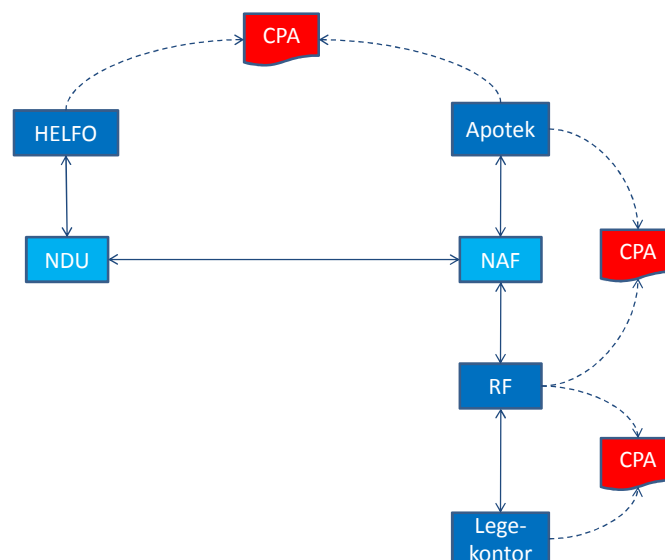 CPA
HELFO
Apotek
NDU
NAF
CPA
RF
CPA
Lege-
kontor